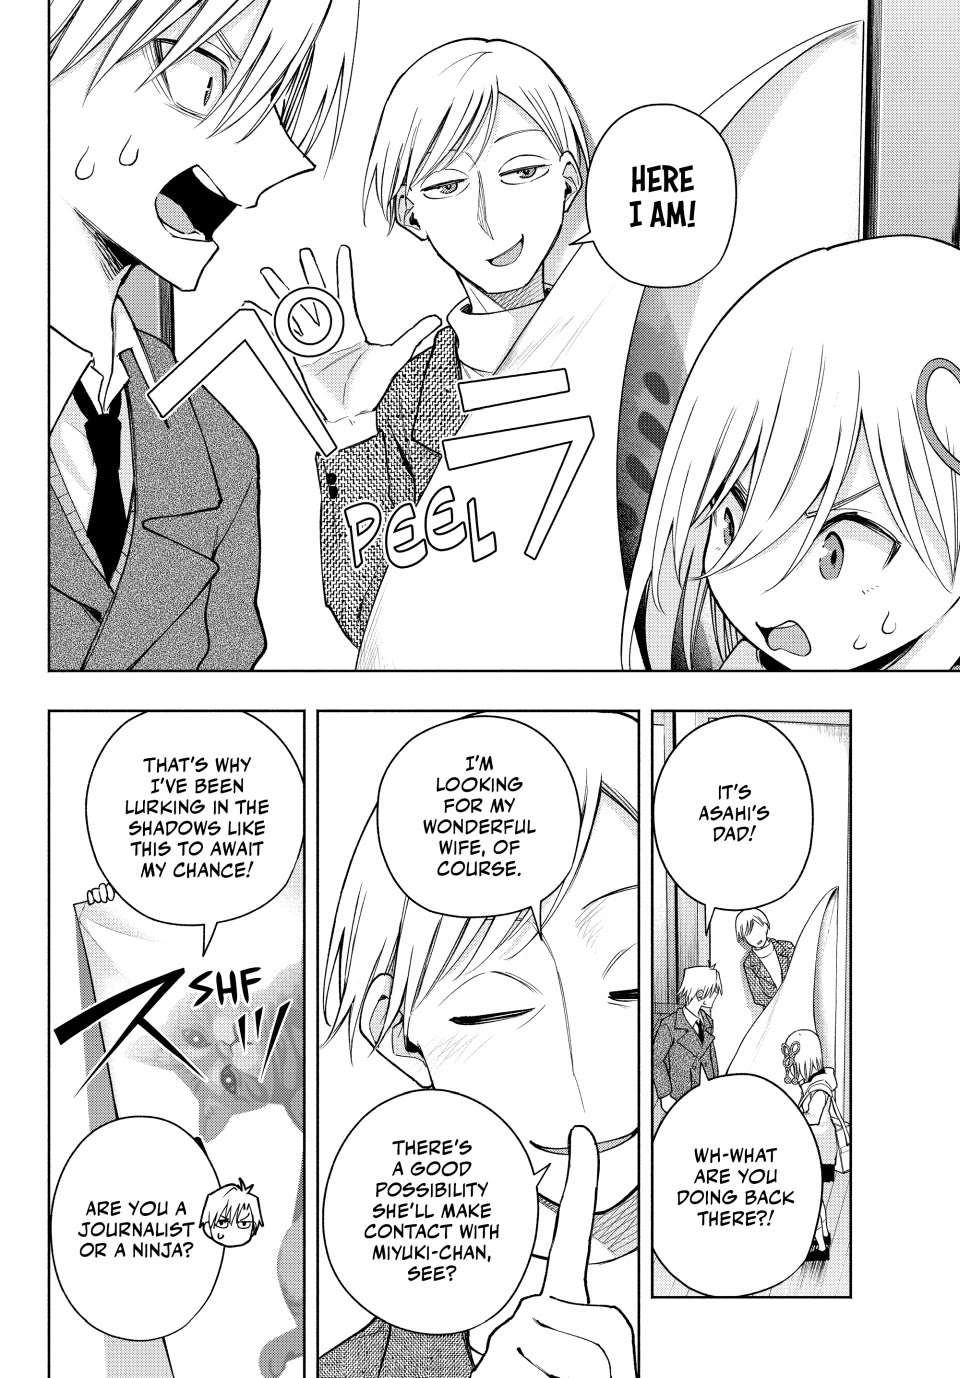 HERE
I AM!
ペラ
PEEL
IT'S
ASAHI'S
DAD!
WH-WHAT
ARE YOU
DOING BACK
THERE?!
I'M
LOOKING
FOR MY
WONDERFUL
WIFE, OF
COURSE.
THERE'S
A GOOD
POSSIBILITY
SHE'LL MAKE
CONTACT WITH
MIYUKI-CHAN,
SEE?
THAT'S WHY
I'VE BEEN
LURKING IN THE
SHADOWS LIKE
THIS TO AWAIT
MY CHANCE!
ス
SHF
ARE YOU A
JOURNALIST
OR A NINJA?